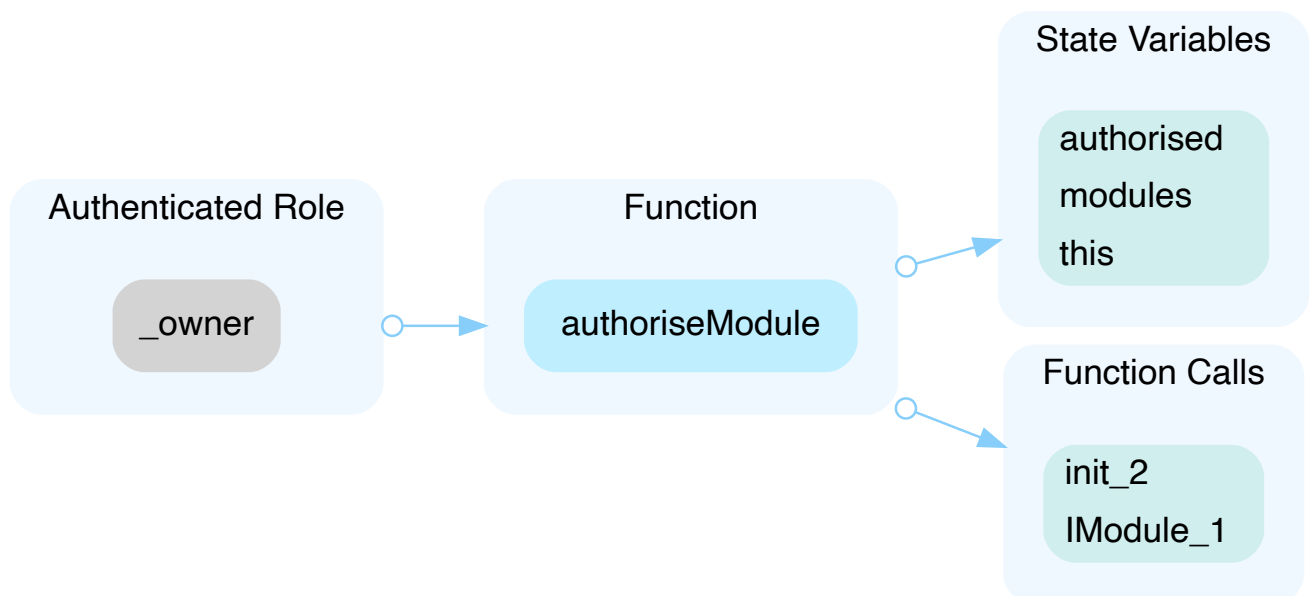 Authenticated Role
_owner
Function
authoriseModule
State Variables
authorised
modules
this
Function Calls
init_2
IModule_1